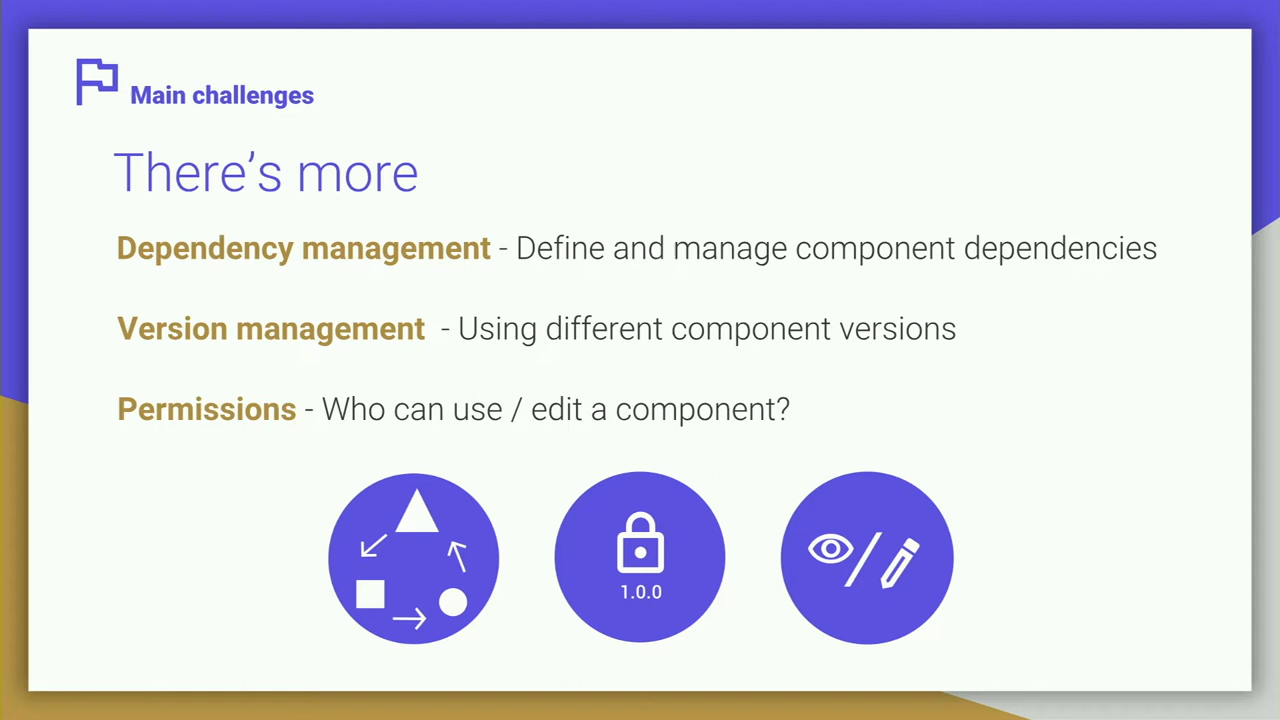 Main challenges
There’s more
Dependency management - Define and manage component dependencies
Version management - Using different component versions
Permissions - Who can use / edit a component?
1.0.0